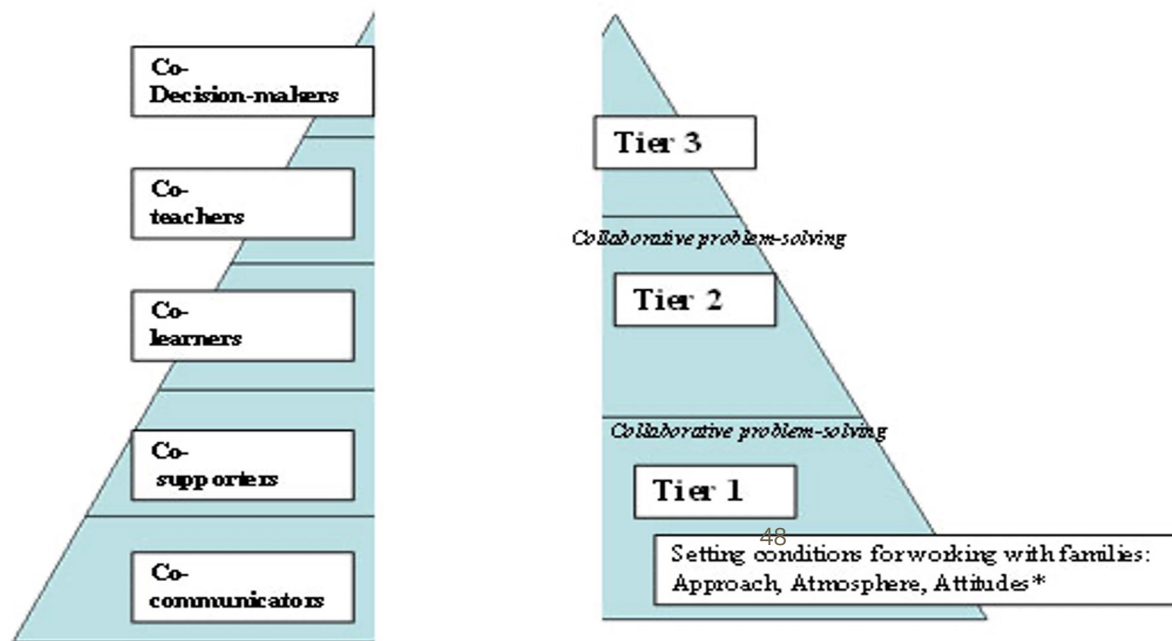 Co-
Decision-makers
Co-
teachers
Co-
learners
Co-
supporters
Co-
communicators
Tier 3
Collaborative problem-solving
Tier 2
Collaborative problem-solving
Tier 1
48
Setting conditions for working with families:
Approach, Atmosphere, Attitudes*